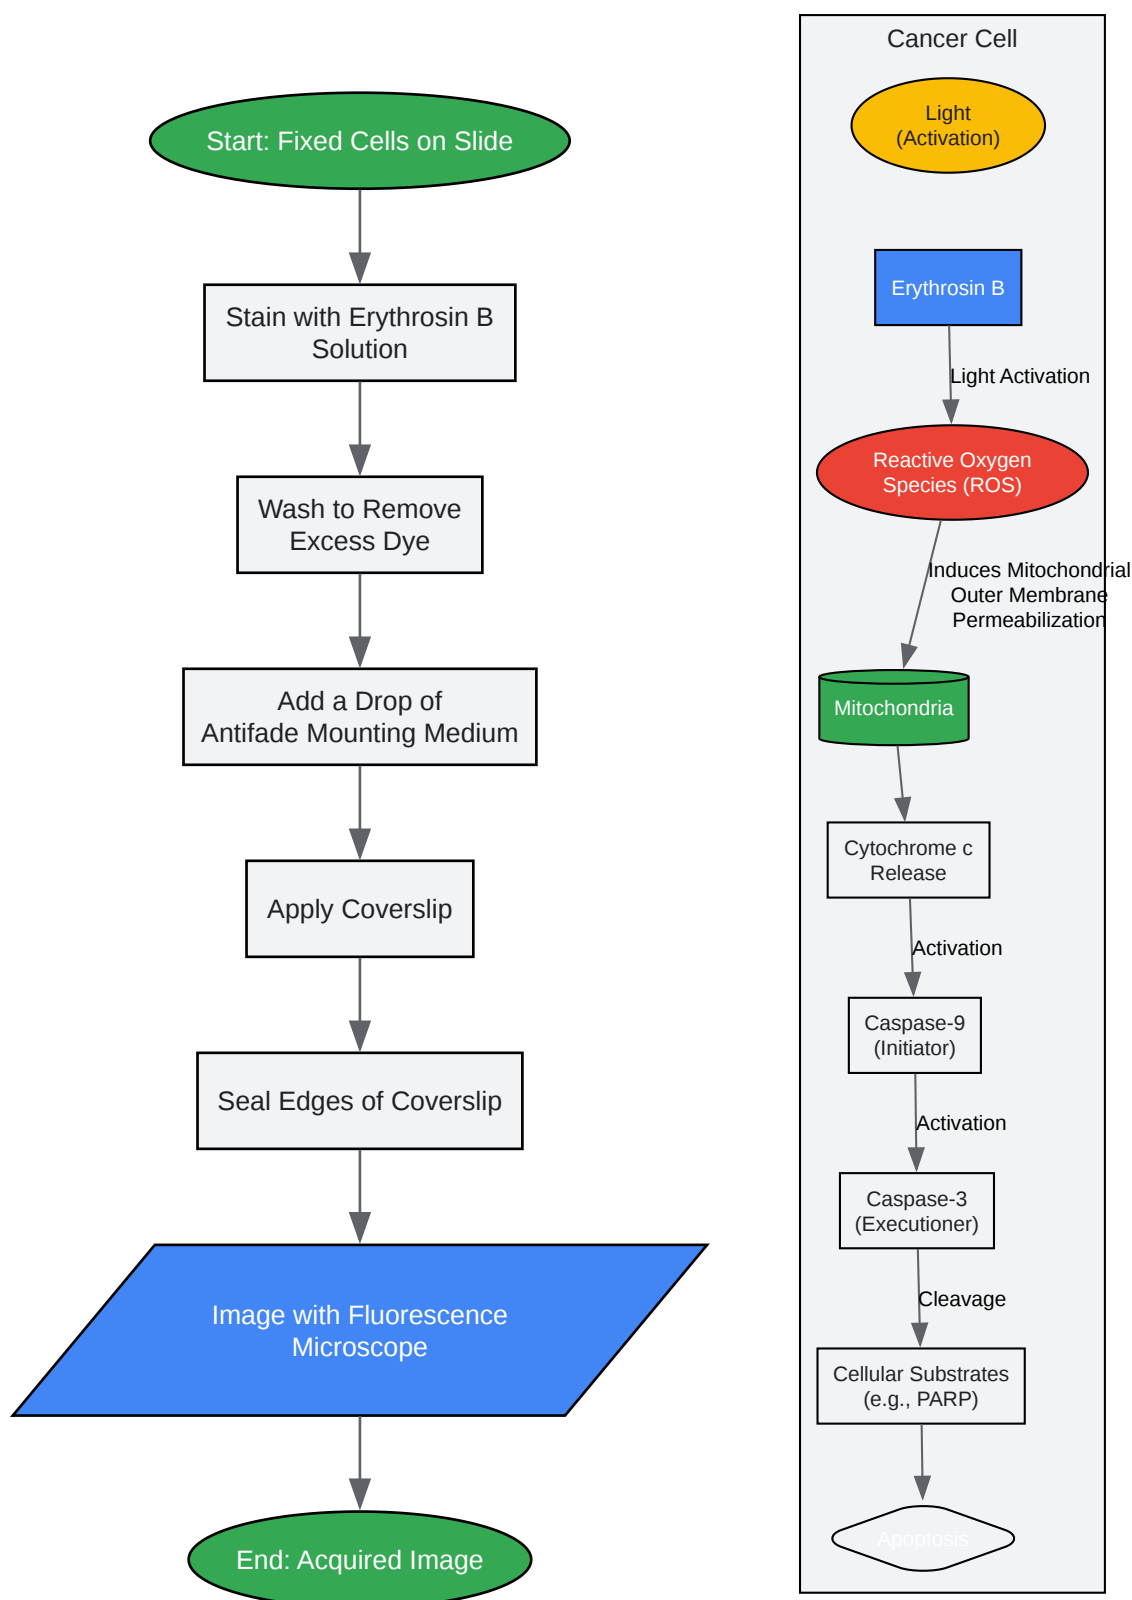 Start: Fixed Cells on Slide
Stain with Erythrosin B
Solution
Wash to Remove
Excess Dye
Add a Drop of
Antifade Mounting Medium
Apply Coverslip
Seal Edges of Coverslip
Image with Fluorescence
Microscope
End: Acquired Image
Cancer Cell
Light
(Activation)
Erythrosin B
Light Activation
Reactive Oxygen
Species (ROS)
Induces Mitochondrial
Outer Membrane
Permeabilization
Mitochondria
Cytochrome c
Release
Activation
Caspase-9
(Initiator)
Activation
Caspase-3
(Executioner)
Cleavage
Cellular Substrates
(e.g., PARP)
Apoptosis